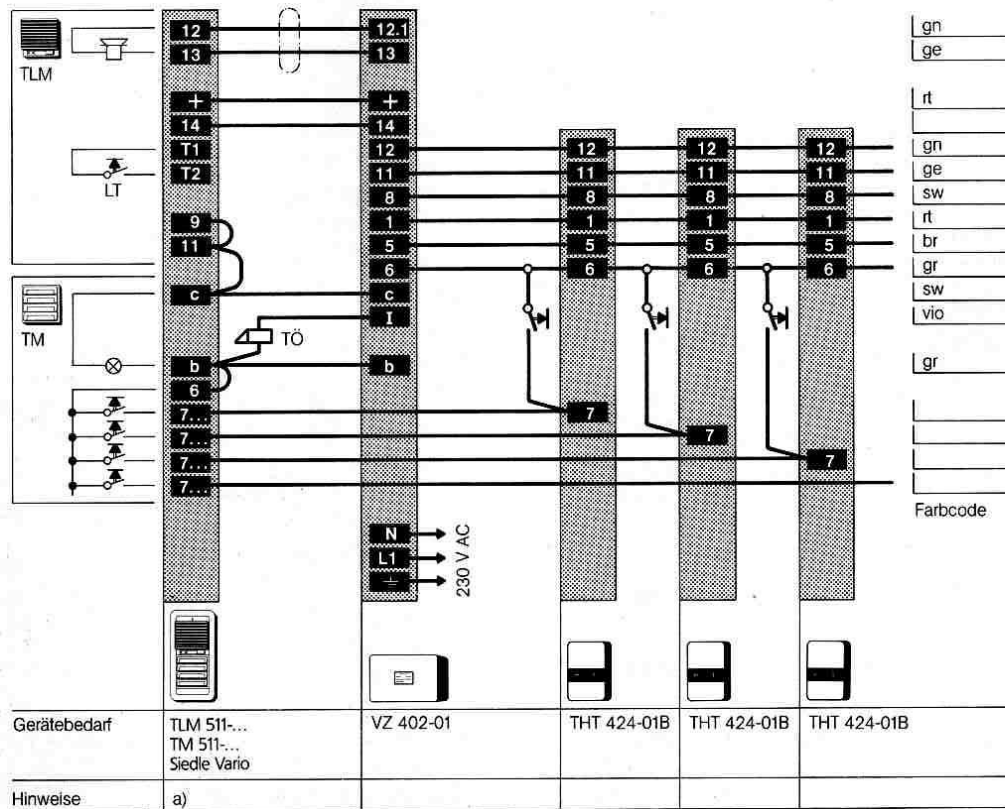 12 12.1 gn
13 13 ge
TLM
+ + rt
14 14
T1 12 12 12 12 gn
T2 11 11 11 11 ge
LT
8 8 8 8 sw
9 1 1 1 1 rt
11 5 5 5 5 br
6 6 6 6 gr
c c sw
I vio
TM
TÖ
b b gr
6
7... 7
7... 7
7... 7
7...
Farbcode
N
L1
230 V AC
Gerätebedarf TLM 511-... VZ 402-01 THT 424-01B THT 424-01B THT 424-01B
TM 511-...
Siedle Vario
Hinweise a)